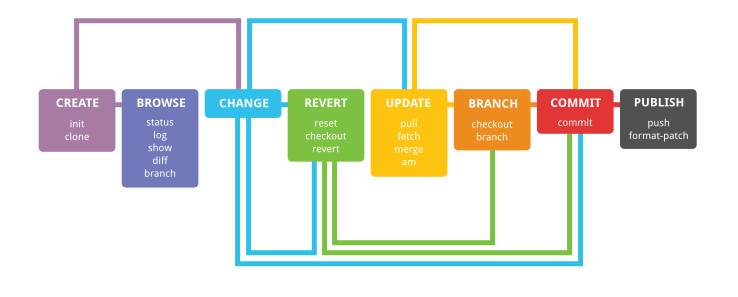 CREATE
init
clone
BROWSE
status
log
show
diff
branch
CHANGE
REVERT
reset
checkout
revert
UPDATE
pull
fetch
merge
am
BRANCH
checkout
branch
COMMIT
commit
PUBLISH
push
format-patch